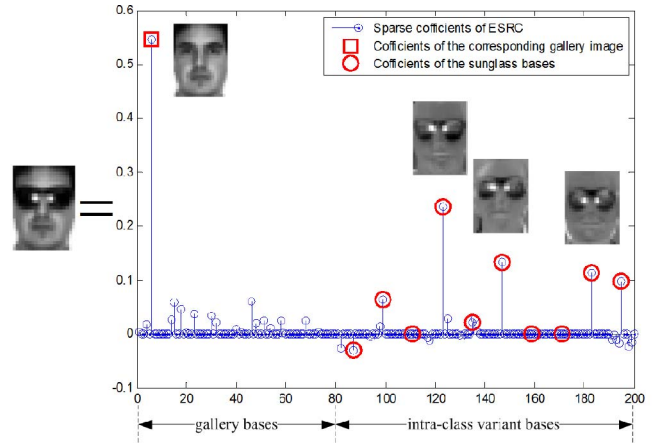 0.6
0.5
0.4
0.3
0.2
0.1
0
-0.1
Sparse cofficients of ESRC
Cofficients of the corresponding gallery image
Cofficients of the sunglass bases
=
0 20 40 60 80 100 120 140 160 180 200
gallery bases intra-class variant bases